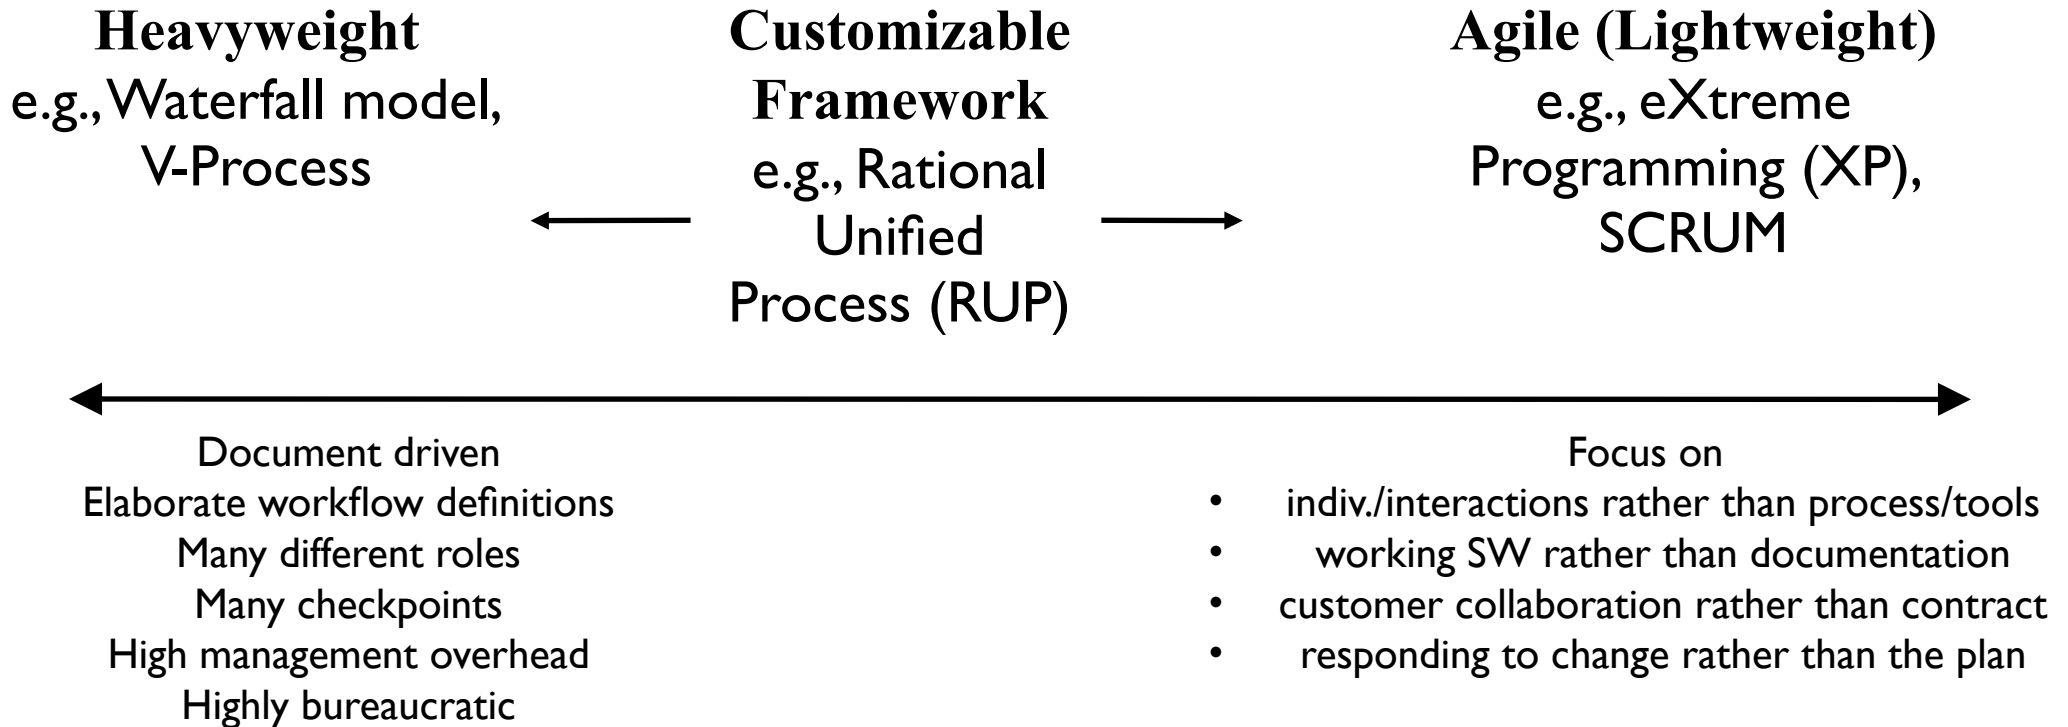 Heavyweight
e.g., Waterfall model,
V-Process
Customizable
Framework
e.g., Rational
Unified
Process (RUP)
Agile (Lightweight)
e.g., eXtreme
Programming (XP),
SCRUM
Document driven
Elaborate workflow definitions
Many different roles
Many checkpoints
High management overhead
Highly bureaucratic
Focus on
• indiv./interactions rather than process/tools
• working SW rather than documentation
• customer collaboration rather than contract
• responding to change rather than the plan